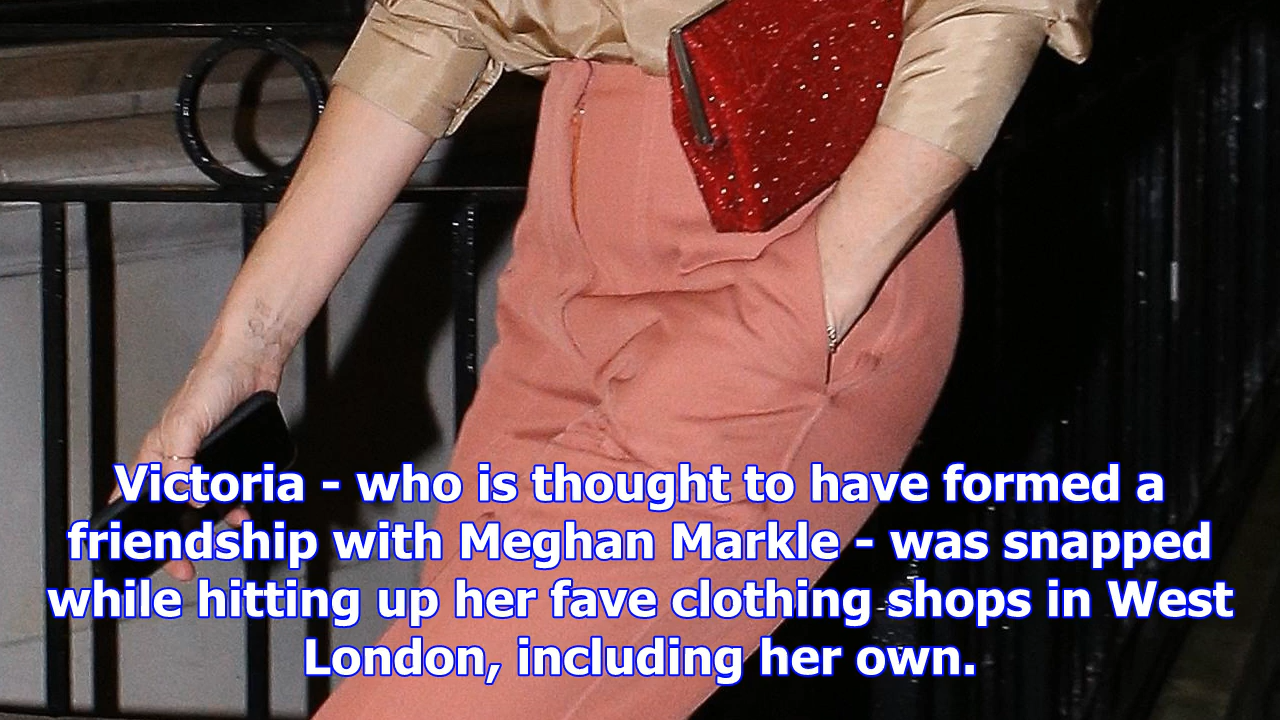 Victoria - who is thought to have formed a
friendship with Meghan Markle - was snapped
while hitting up her fave clothing shops in West
London, including her own.